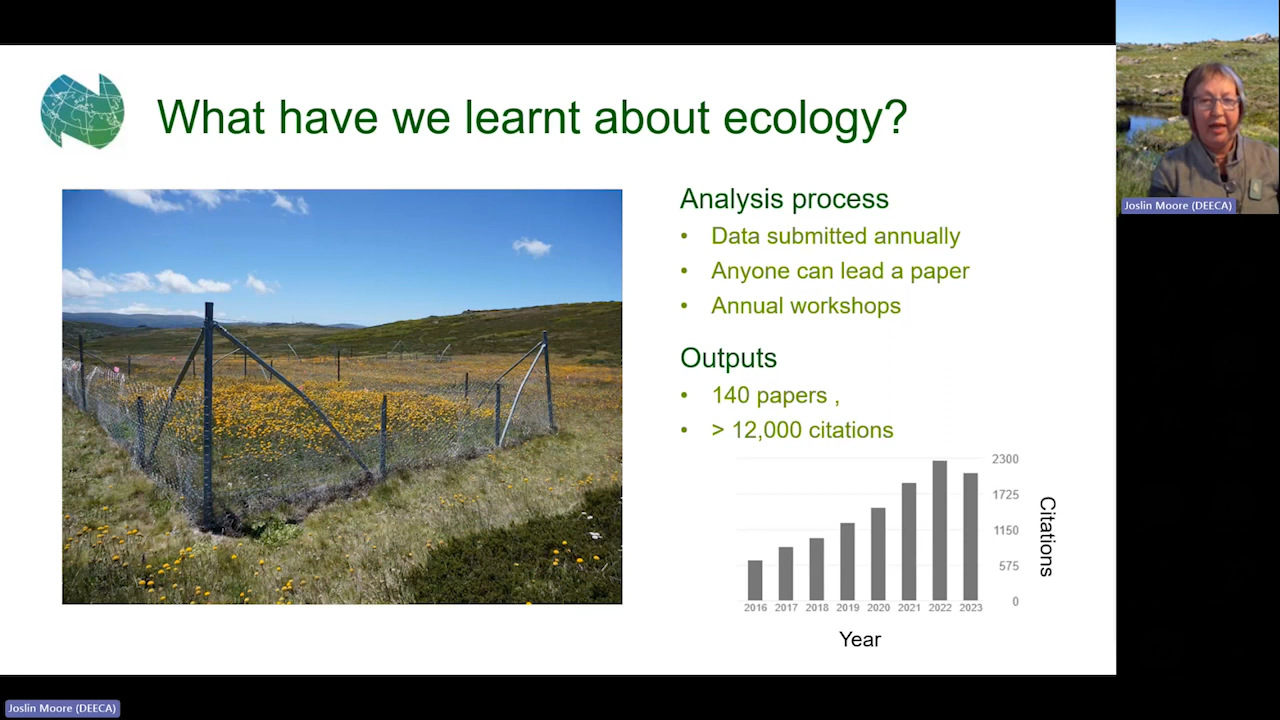 What have we learnt about ecology?
Joslin Moore (DEECA)
Analysis process
• Data submitted annually
• Anyone can lead a paper
• Annual workshops
Outputs
• 140 papers ,
• > 12,000 citations
2300
1725
1150
575
0
Citations
2016 2017 2018 2019 2020 2021 2022 2023
Year
Joslin Moore (DEECA)